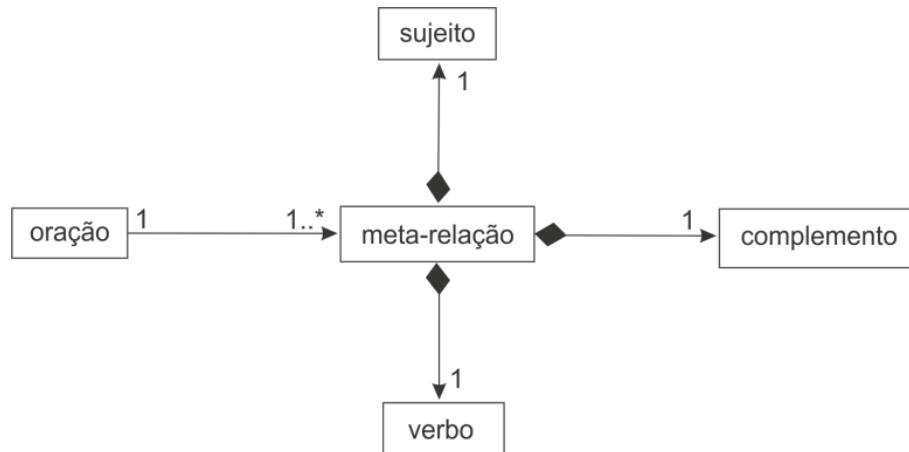 sujeito
1
oração
1
1..*
meta-relação
1
complemento
1
verbo